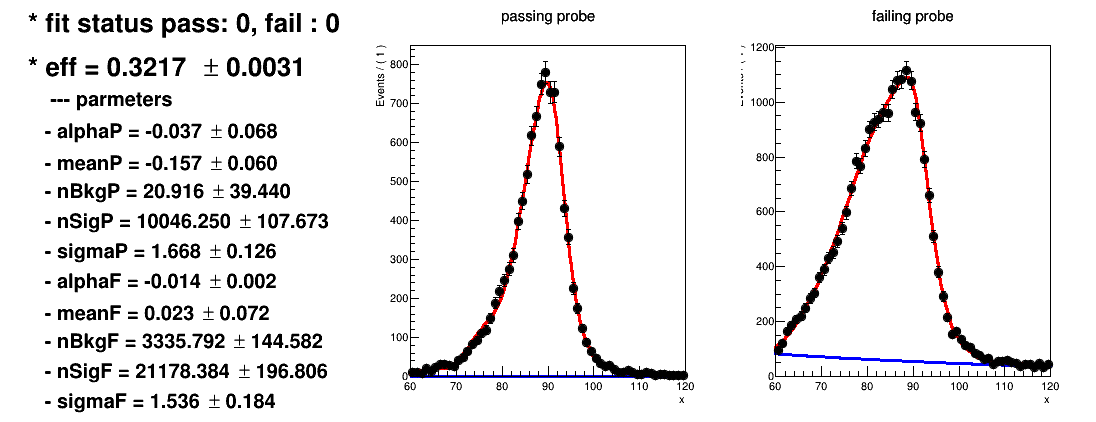 * fit status pass: 0, fail : 0
* eff = 0.3217 ± 0.0031
--- parmeters
- alphaP = -0.037 ± 0.068
- meanP = -0.157 ± 0.060
- nBkgP = 20.916 ± 39.440
- nSigP = 10046.250 ± 107.673
- sigmaP = 1.668 ± 0.126
- alphaF = -0.014 ± 0.002
- meanF = 0.023 ± 0.072
- nBkgF = 3335.792 ± 144.582
- nSigF = 21178.384 ± 196.806
- sigmaF = 1.536 ± 0.184
passing probe
Events / ( 1 )
800
700
600
500
400
300
200
100
0
60 70 80 90 100 110 120
x
failing probe
1200
1000
800
600
400
200
0
60 70 80 90 100 110 120
x